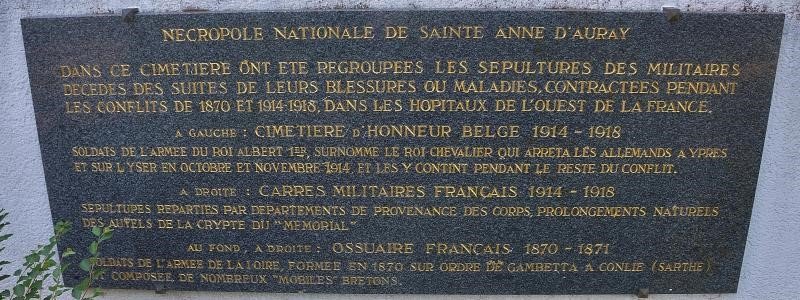 NECROPOLE NATIONALE DE SAINTE ANNE D'AURAY
DANS CE CIMETIERE ONT ETE REGROUPEES LES SEPULTURES DES MILITAIRES
DECEDES DES SUITES DE LEURS BLESSURES OU MALADIES, CONTRACTEES PENDANT
LES CONFLITS DE 1870 ET 1914-1918, DANS LES HOPITAUX DE L'OUEST DE LA FRANCE.
A GAUCHE : CIMETIERE D'HONNEUR BELGE 1914 - 1918
SOLDATS DE L'ARMEE DU ROI ALBERT 1ER, SURNOMME LE ROI CHEVALIER QUI ARRETA LES ALLEMANDS A YPRES
ET SUR L'YSER EN OCTOBRE ET NOVEMBRE 1914, ET LES Y CONTINT PENDANT LE RESTE DU CONFLIT.
A DROITE : CARRES MILITAIRES FRANÇAIS 1914 - 1918
SEPULTURES REPARTIES PAR DEPARTEMENTS DE PROVENANCE DES CORPS, PROLONGEMENTS NATURELS
DES AUTELS DE LA CRYPTE DU "MEMORIAL"
AU FOND, A DROITE : OSSUAIRE FRANÇAIS 1870 - 1871
SOLDATS DE L'ARMEE DE LA LOIRE, FORMEE EN 1870 SUR ORDRE DE GAMBETTA A CONLIE (SARTHE)
ET COMPOSEE, DE NOMBREUX "MOBILES" BRETONS.